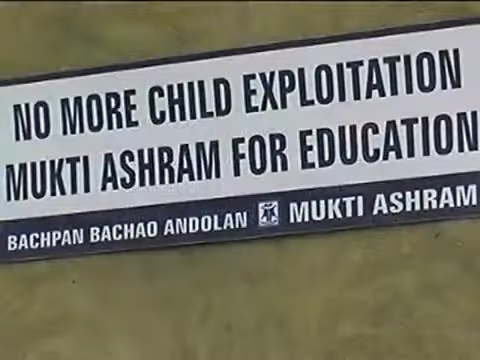 NO MORE CHILD EXPLOITATION
MUKTI ASHRAM FOR EDUCATION
BACHPAN BACHAO ANDOLAN MUKTI ASHRAM